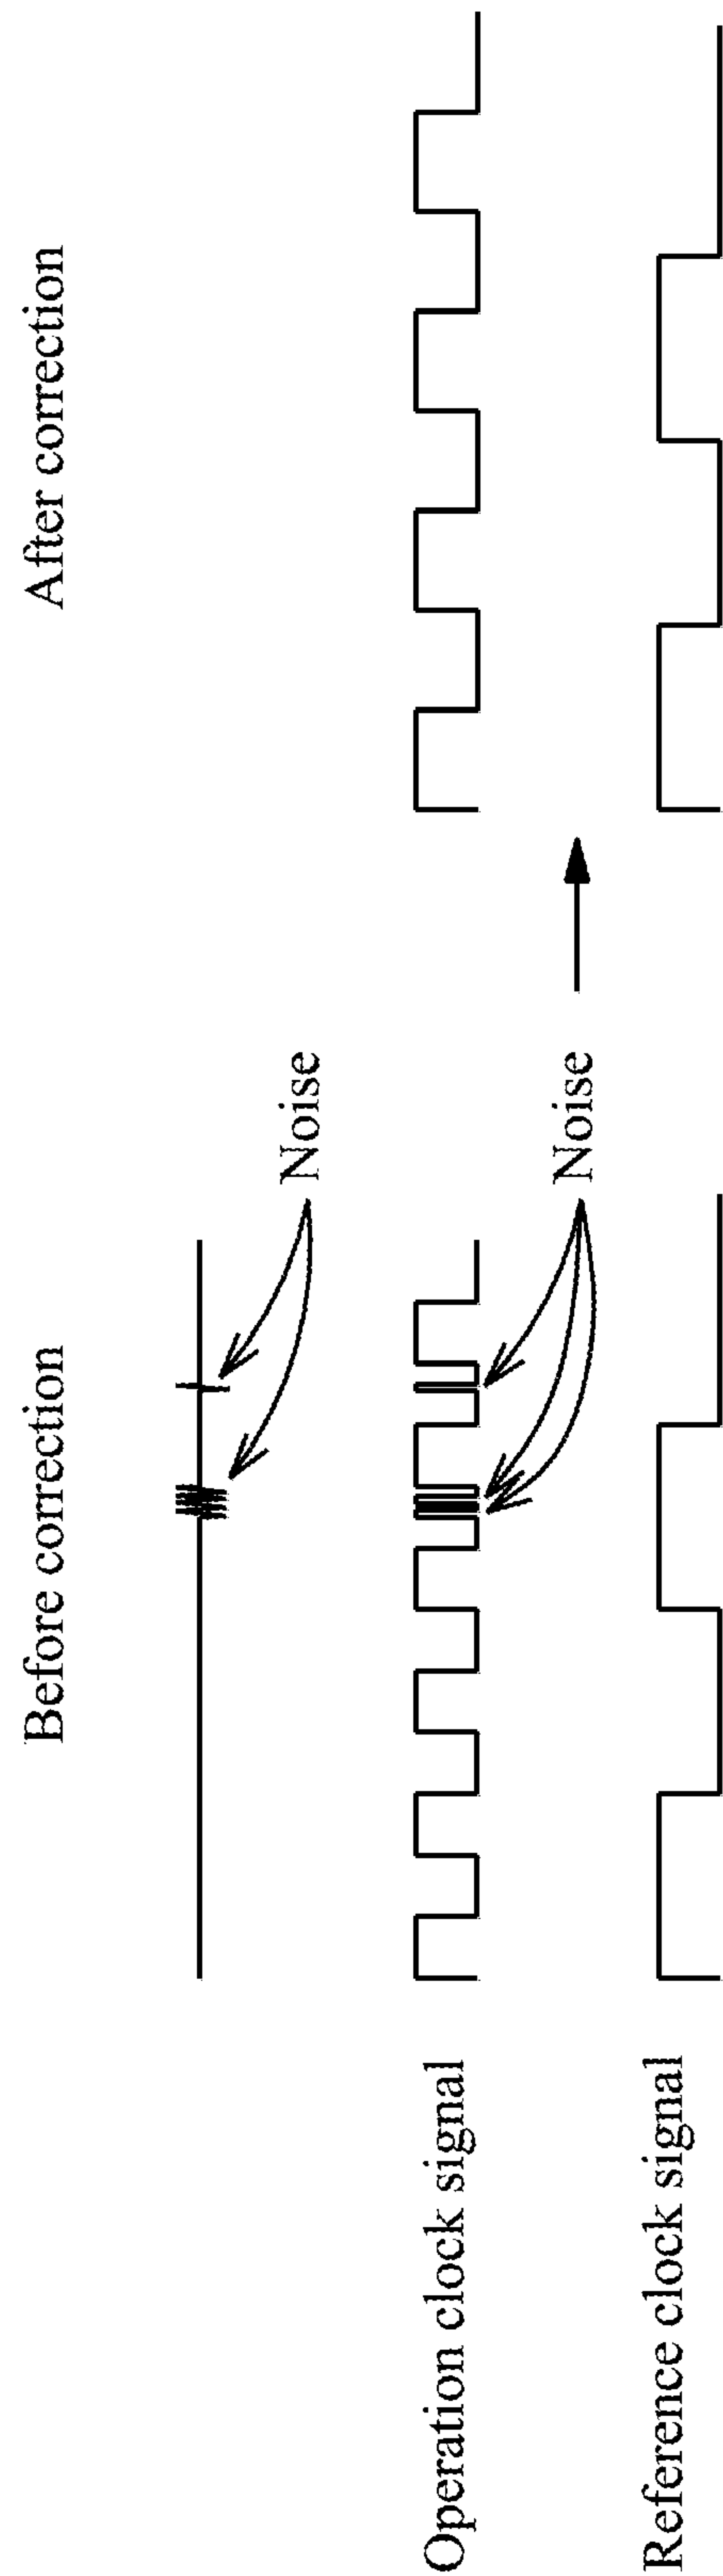 Before correction
After correction
Noise
Operation clock signal
Noise
Reference clock signal